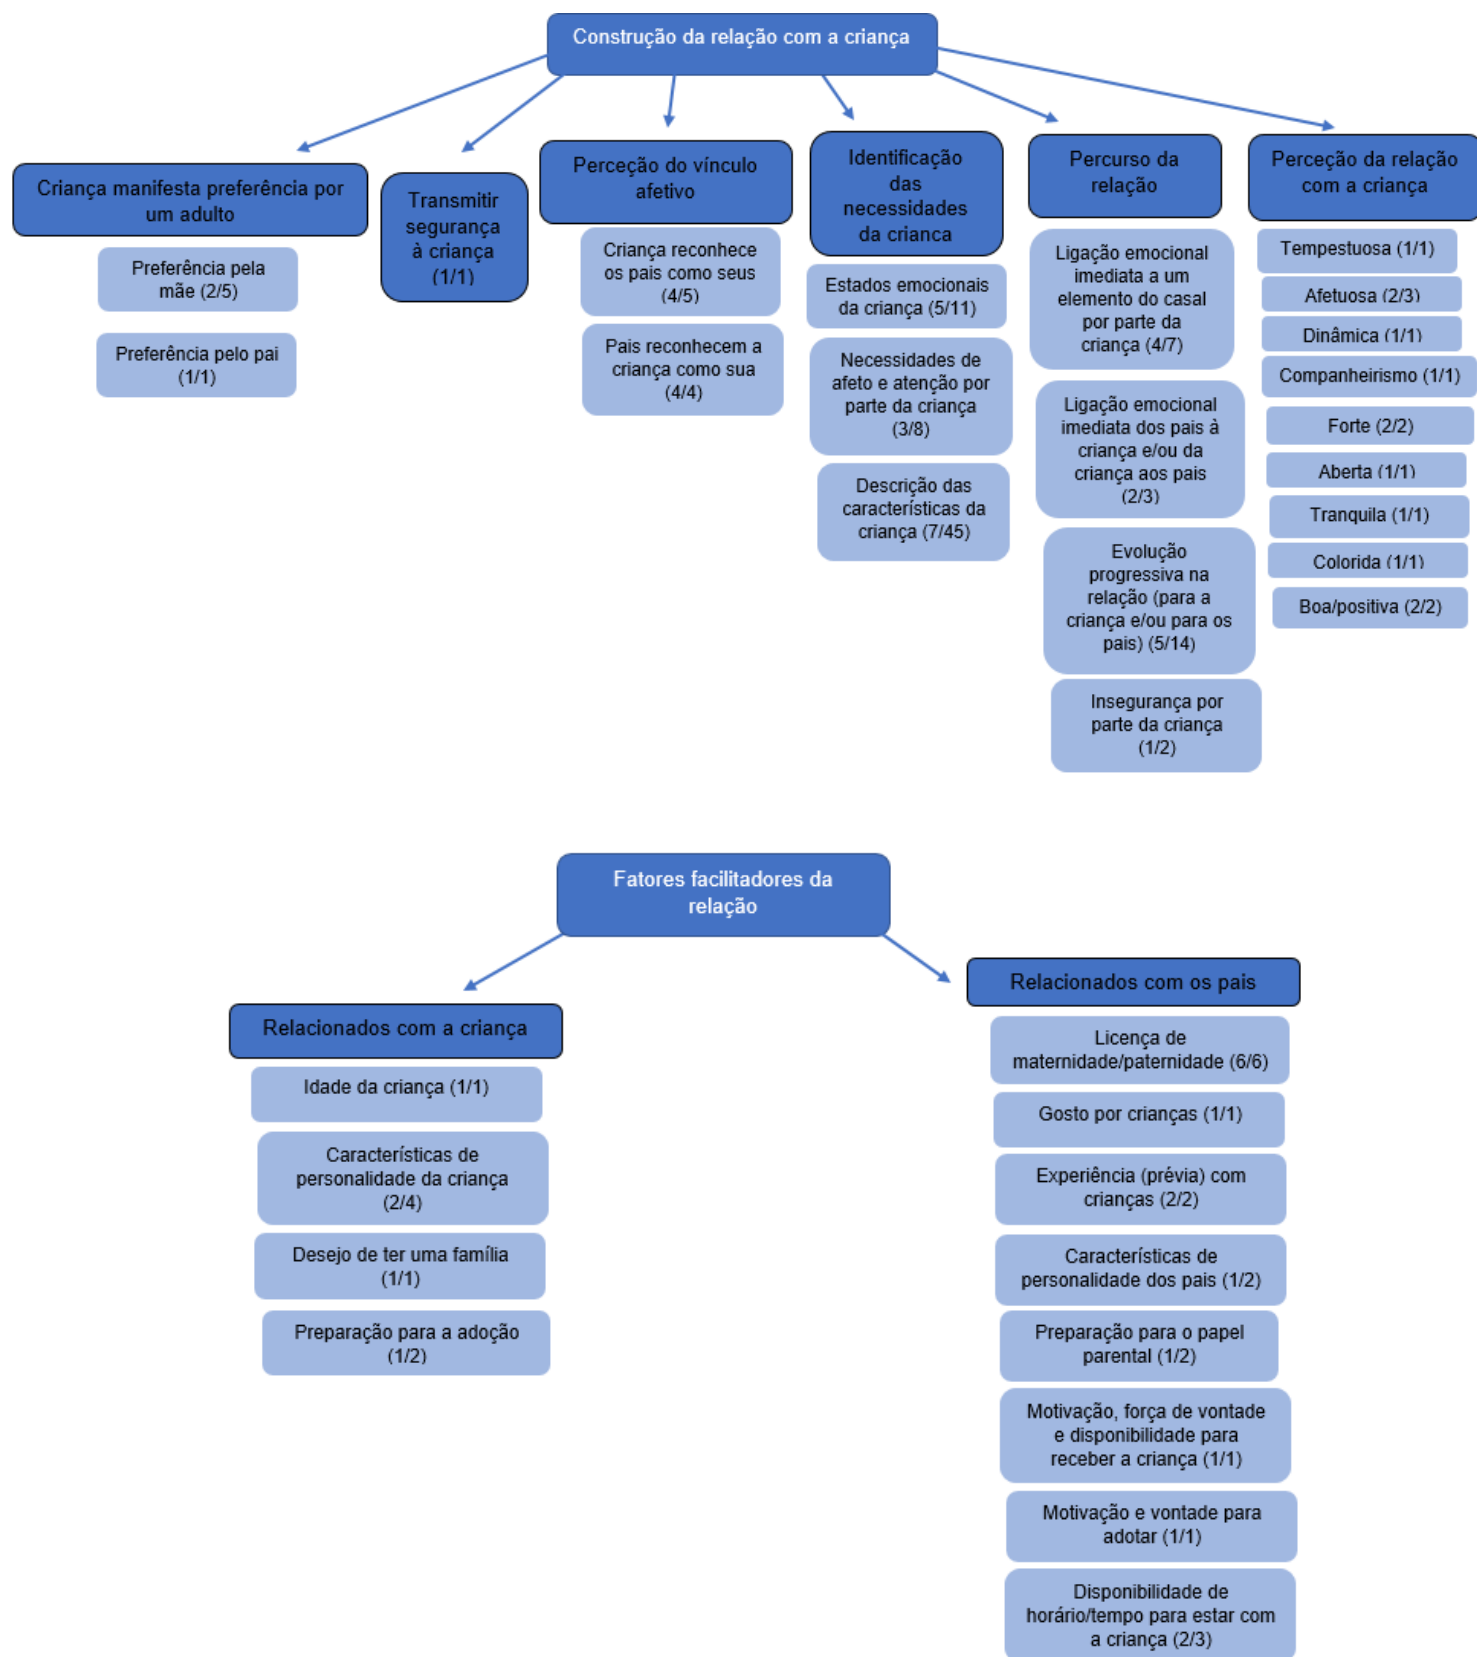 Construção da relação com a criança
Criança manifesta preferência por
um adulto
Preferência pela
mãe (2/5)
Preferência pelo pai
(1/1)
Transmitir
segurança
à criança
(1/1)
Perceção do vínculo
afetivo
Criança reconhece
os pais como seus
(4/5)
Pais reconhecem a
criança como sua
(4/4)
Identificação
das
necessidades
da crianca
Estados emocionais
da criança (5/11)
Necessidades de
afeto e atenção por
parte da criança
(3/8)
Descrição das
características da
criança (7/45)
Percurso da
relação
Ligação emocional
imediata a um
elemento do casal
por parte da
criança (4/7)
Ligação emocional
imediata dos pais à
criança e/ou da
criança aos pais
(2/3)
Evolução
progressiva na
relação (para a
criança e/ou para os
pais) (5/14)
Insegurança por
parte da criança
(1/2)
Perceção da relação
com a criança
Tempestuosa (1/1)
Afetuosa (2/3)
Dinâmica (1/1)
Companheirismo (1/1)
Forte (2/2)
Aberta (1/1)
Tranquila (1/1)
Colorida (1/1)
Boa/positiva (2/2)
Fatores facilitadores da
relação
Relacionados com a criança
Idade da criança (1/1)
Características de
personalidade da criança
(2/4)
Desejo de ter uma família
(1/1)
Preparação para a adoção
(1/2)
Relacionados com os pais
Licença de
maternidade/paternidade (6/6)
Gosto por crianças (1/1)
Experiência (prévia) com
crianças (2/2)
Características de
personalidade dos pais (1/2)
Preparação para o papel
parental (1/2)
Motivação, força de vontade
e disponibilidade para
receber a criança (1/1)
Motivação e vontade para
adotar (1/1)
Disponibilidade de
horário/tempo para estar com
a criança (2/3)